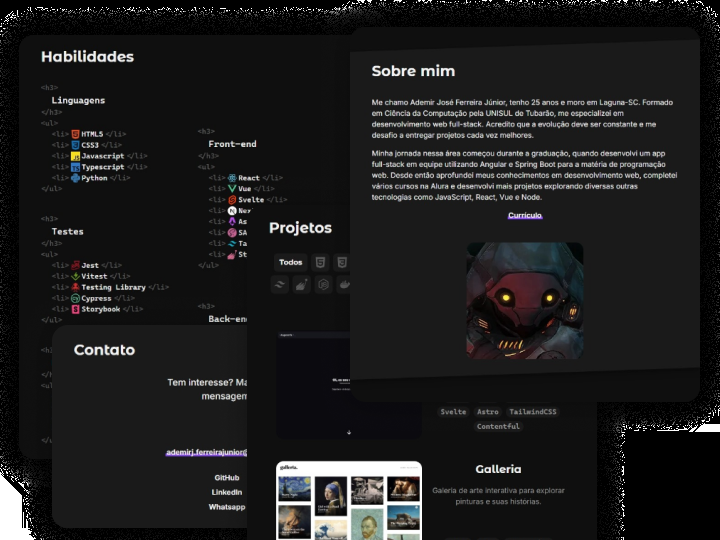 Habilidades
<h3>
Linguagens
</h3>
<ul>
<li> HTML5 </li>
<li> CSS3 </li>
<li> Javascript </li>
<li> Typescript </li>
<li> Python </li>
</ul>
<h3>
Testes
</h3>
<ul>
<li> Jest </li>
<li> Vitest </li>
<li> Testing Library </li>
<li> Cypress </li>
<li> Storybook </li>
</ul>
<h3>
Front-end
</h3>
<ul>
<li> React </li>
<li> Vue </li>
<li> Svelte </li>
<li> Nex
<li> As
<li> SA
<li> Ta
<li> St
</ul>
<h3>
Back-en
Contato
Tem interesse? Ma
mensagem
ademirj.ferreirajunior@
GitHub
LinkedIn
Whatsapp
Projetos
Todos
Sobre mim
Me chamo Ademir José Ferreira Júnior, tenho 25 anos e moro em Laguna-SC. Formado
em Ciência da Computação pela UNISUL de Tubarão, me especializei em
desenvolvimento web full-stack. Acredito que a evolução deve ser constante e me
desafio a entregar projetos cada vez melhores.
Minha jornada nessa área começou durante a graduação, quando desenvolvi um app
full-stack em equipe utilizando Angular e Spring Boot para a matéria de programação
web. Desde então aprofundei meus conhecimentos em desenvolvimento web, completei
vários cursos na Alura e desenvolvi mais projetos explorando diversas outras
tecnologias como JavaScript, React, Vue e Node.
Currículo
Svelte Astro TailwindCSS
Contentful
galleria.
Galleria
Galeria de arte interativa para explorar
pinturas e suas histórias.